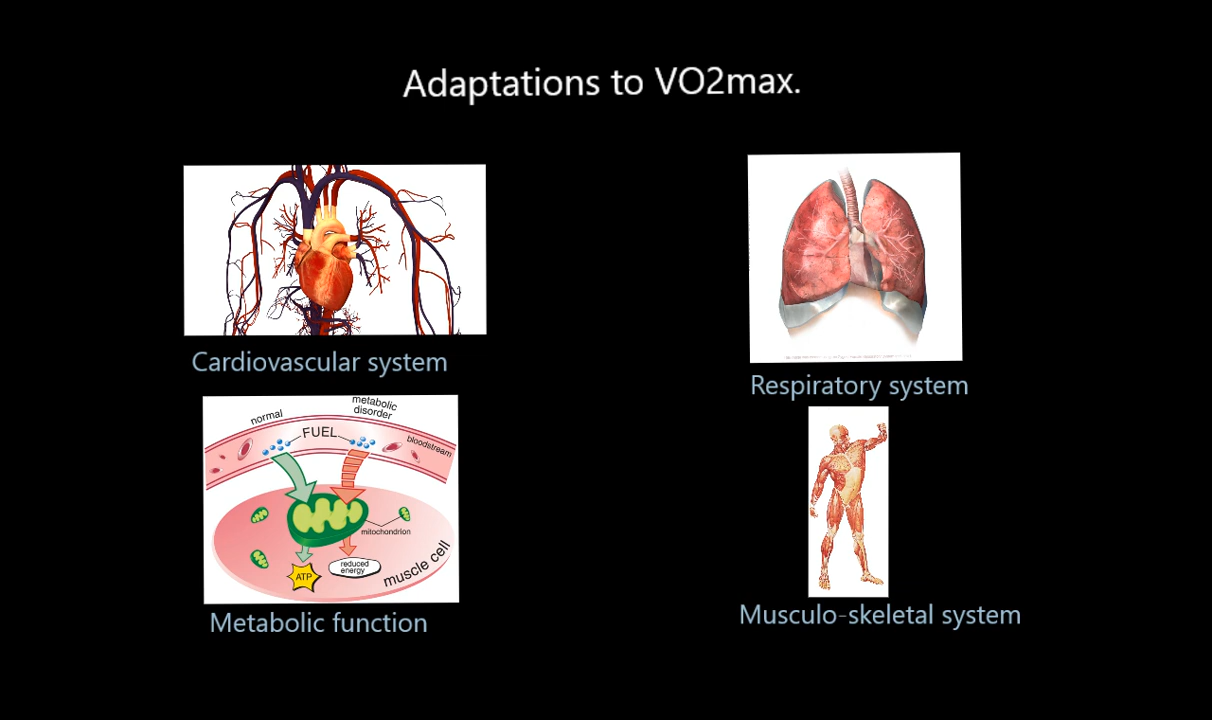 Adaptations to VO2max.
Cardiovascular system
Respiratory system
normal
metabolic
disorder
FUEL
bloodstream
mitochondrion
ATP
reduced
energy
muscle cell
Metabolic function
Musculo-skeletal system